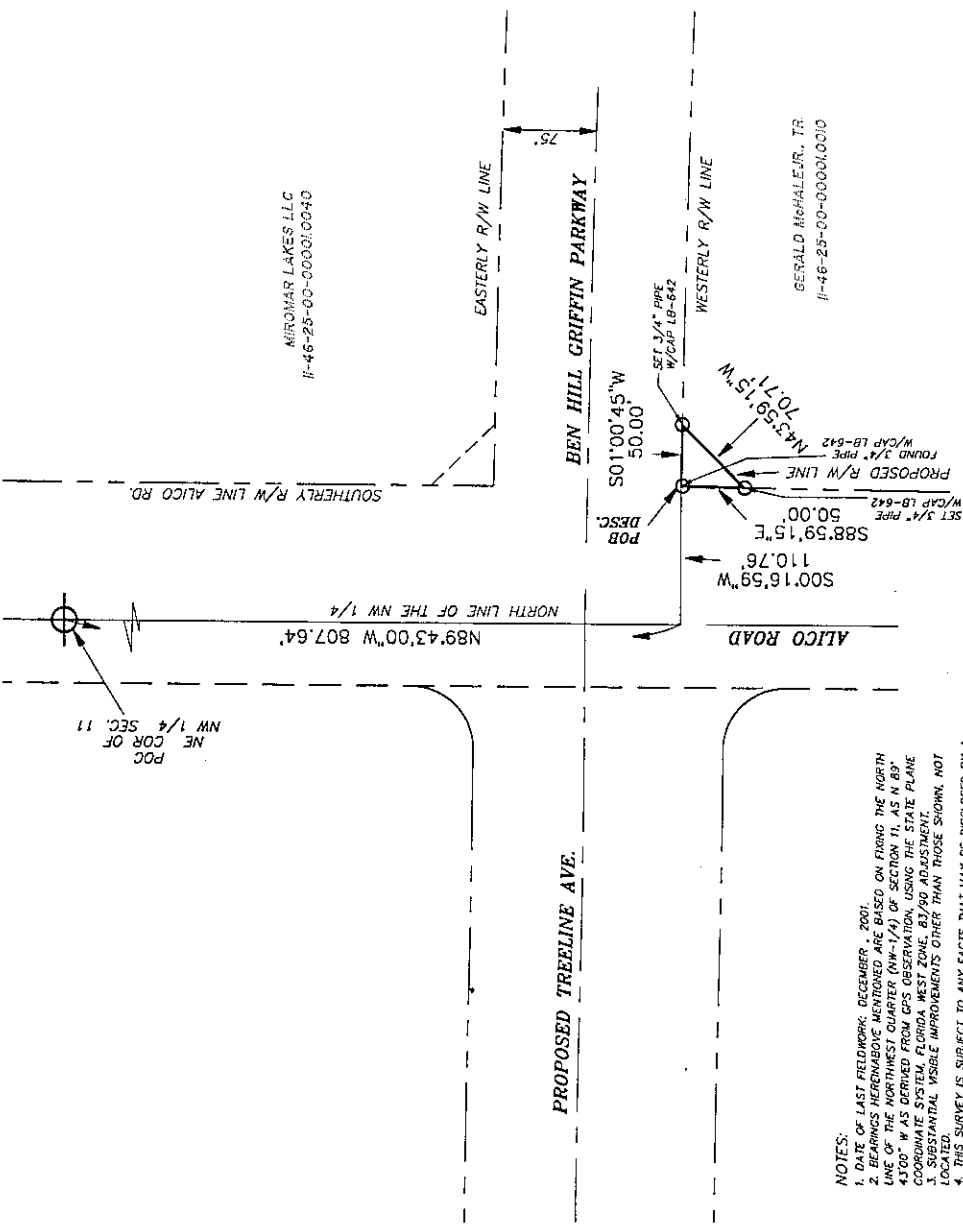 MIROMAR LAKES LLC
11-46-25-00-00001.0040
EASTERLY R/W LINE
75'
SOUTHERLY R/W LINE ALICO RD.
BEN HILL GRIFFIN PARKWAY
WESTERLY R/W LINE
GERALD McHALE,JR., TR.
11-46-25-00-00001.0010
SET 3/4" PIPE
W/CAP LB-642
S01°00'45"W
50.00'
N43°59'15"W
70.71'
FOUND 3/4" PIPE
W/CAP LB-642
PROPOSED R/W LINE
SET 3/4" PIPE
W/CAP LB-642
POB
DESC.
S88°59'15"E
50.00'
S00°16'59"W
110.76'
NORTH LINE OF THE NW 1/4
N89°43'00"W 807.64'
ALICO ROAD
POC
NE COR OF
NW 1/4 SEC. 11
PROPOSED TREELINE AVE.
NOTES:
1. DATE OF LAST FIELDWORK: DECEMBER , 2001.
2. BEARINGS HEREINABOVE MENTIONED ARE BASED ON FIXING THE NORTH
LINE OF THE NORTHWEST QUARTER (NW-1/4) OF SECTION 11, AS N 89°
43'00" W AS DERIVED FROM GPS OBSERVATION, USING THE STATE PLANE
COORDINATE SYSTEM, FLORIDA WEST ZONE, 83/90 ADJUSTMENT.
3. SUBSTANTIAL VISIBLE IMPROVEMENTS OTHER THAN THOSE SHOWN, NOT
LOCATED.
4. THIS SURVEY IS SUBJECT TO ANY FACTS THAT MAY BE DISCLOSED BY A